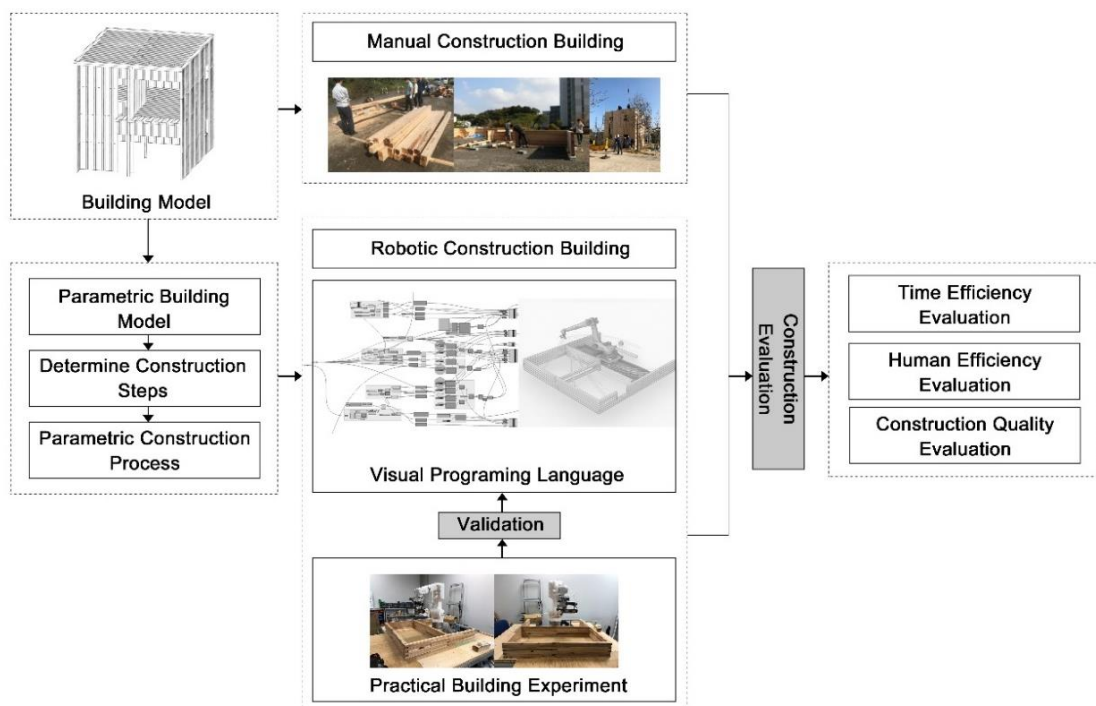 Manual Construction Building
Building Model
Robotic Construction Building
Parametric Building
Model
Determine Construction
Steps
Parametric Construction
Process
Visual Programing Language
Validation
Practical Building Experiment
Construction
Evaluation
Time Efficiency
Evaluation
Human Efficiency
Evaluation
Construction Quality
Evaluation